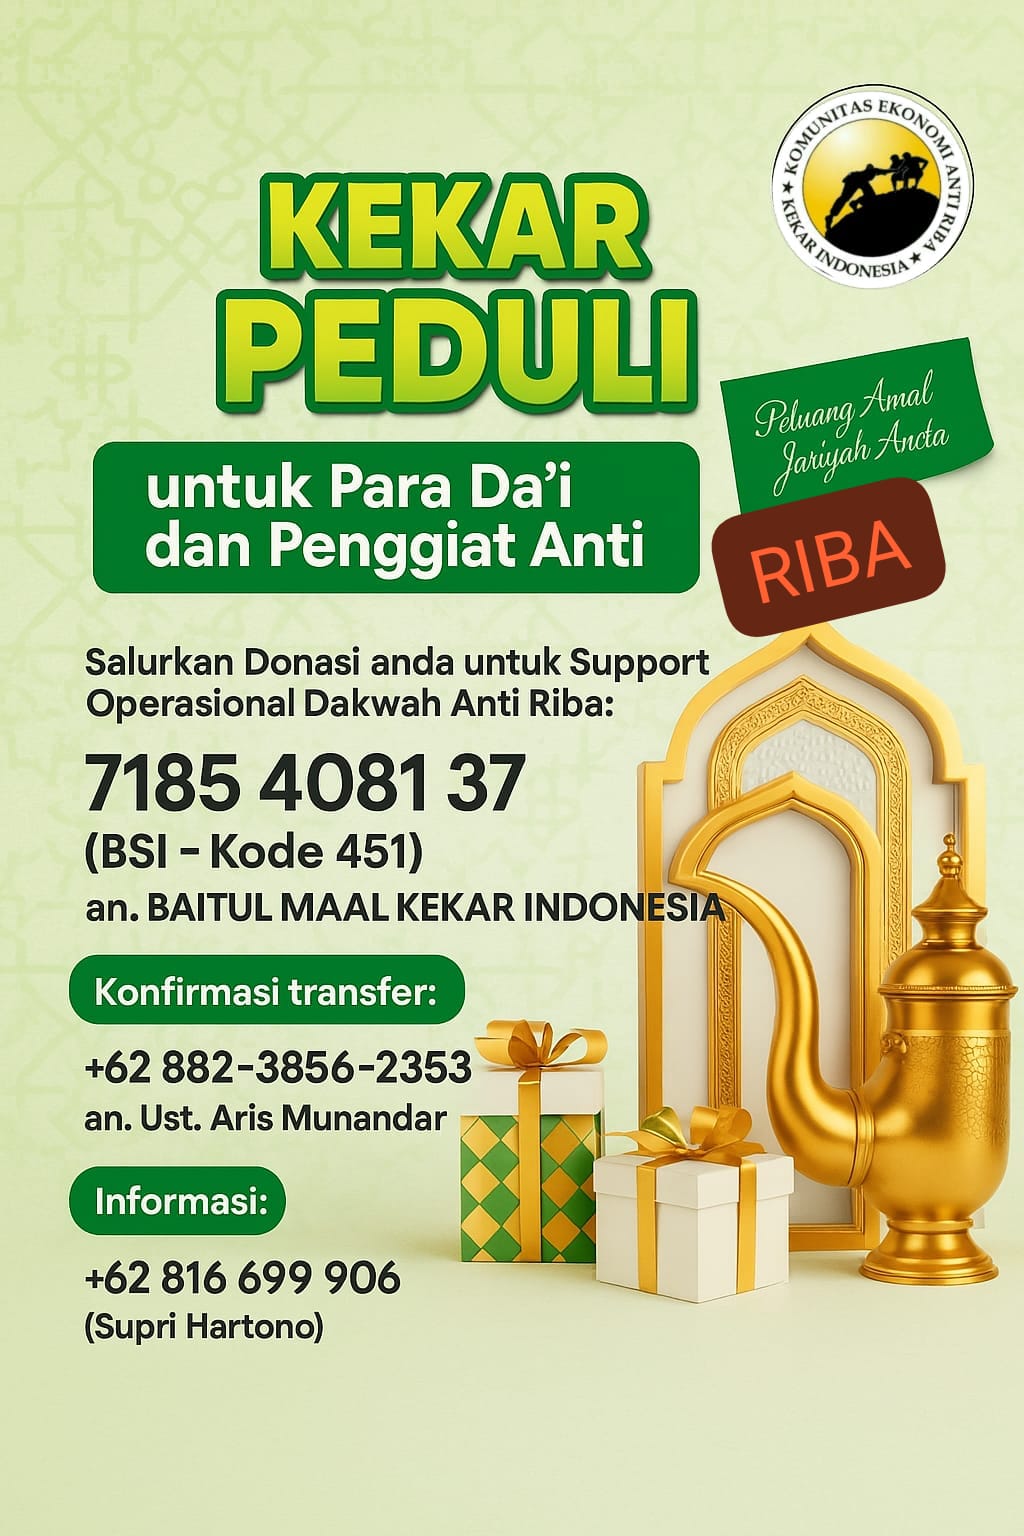 KOMUNITAS EKONOMI ANTI RIBA
★ KEKAR INDONESIA ★
KEKAR
PEDULI
Peluang Amal
Jariyah Ancta
untuk Para Da'i
dan Penggiat Anti
RIBA
Salurkan Donasi anda untuk Support
Operasional Dakwah Anti Riba:
7185 4081 37
(BSI - Kode 451)
an. BAITUL MAAL KEKAR INDONESIA
Konfirmasi transfer:
+62 882-3856-2353
an. Ust. Aris Munandar
Informasi:
+62 816 699 906
(Supri Hartono)